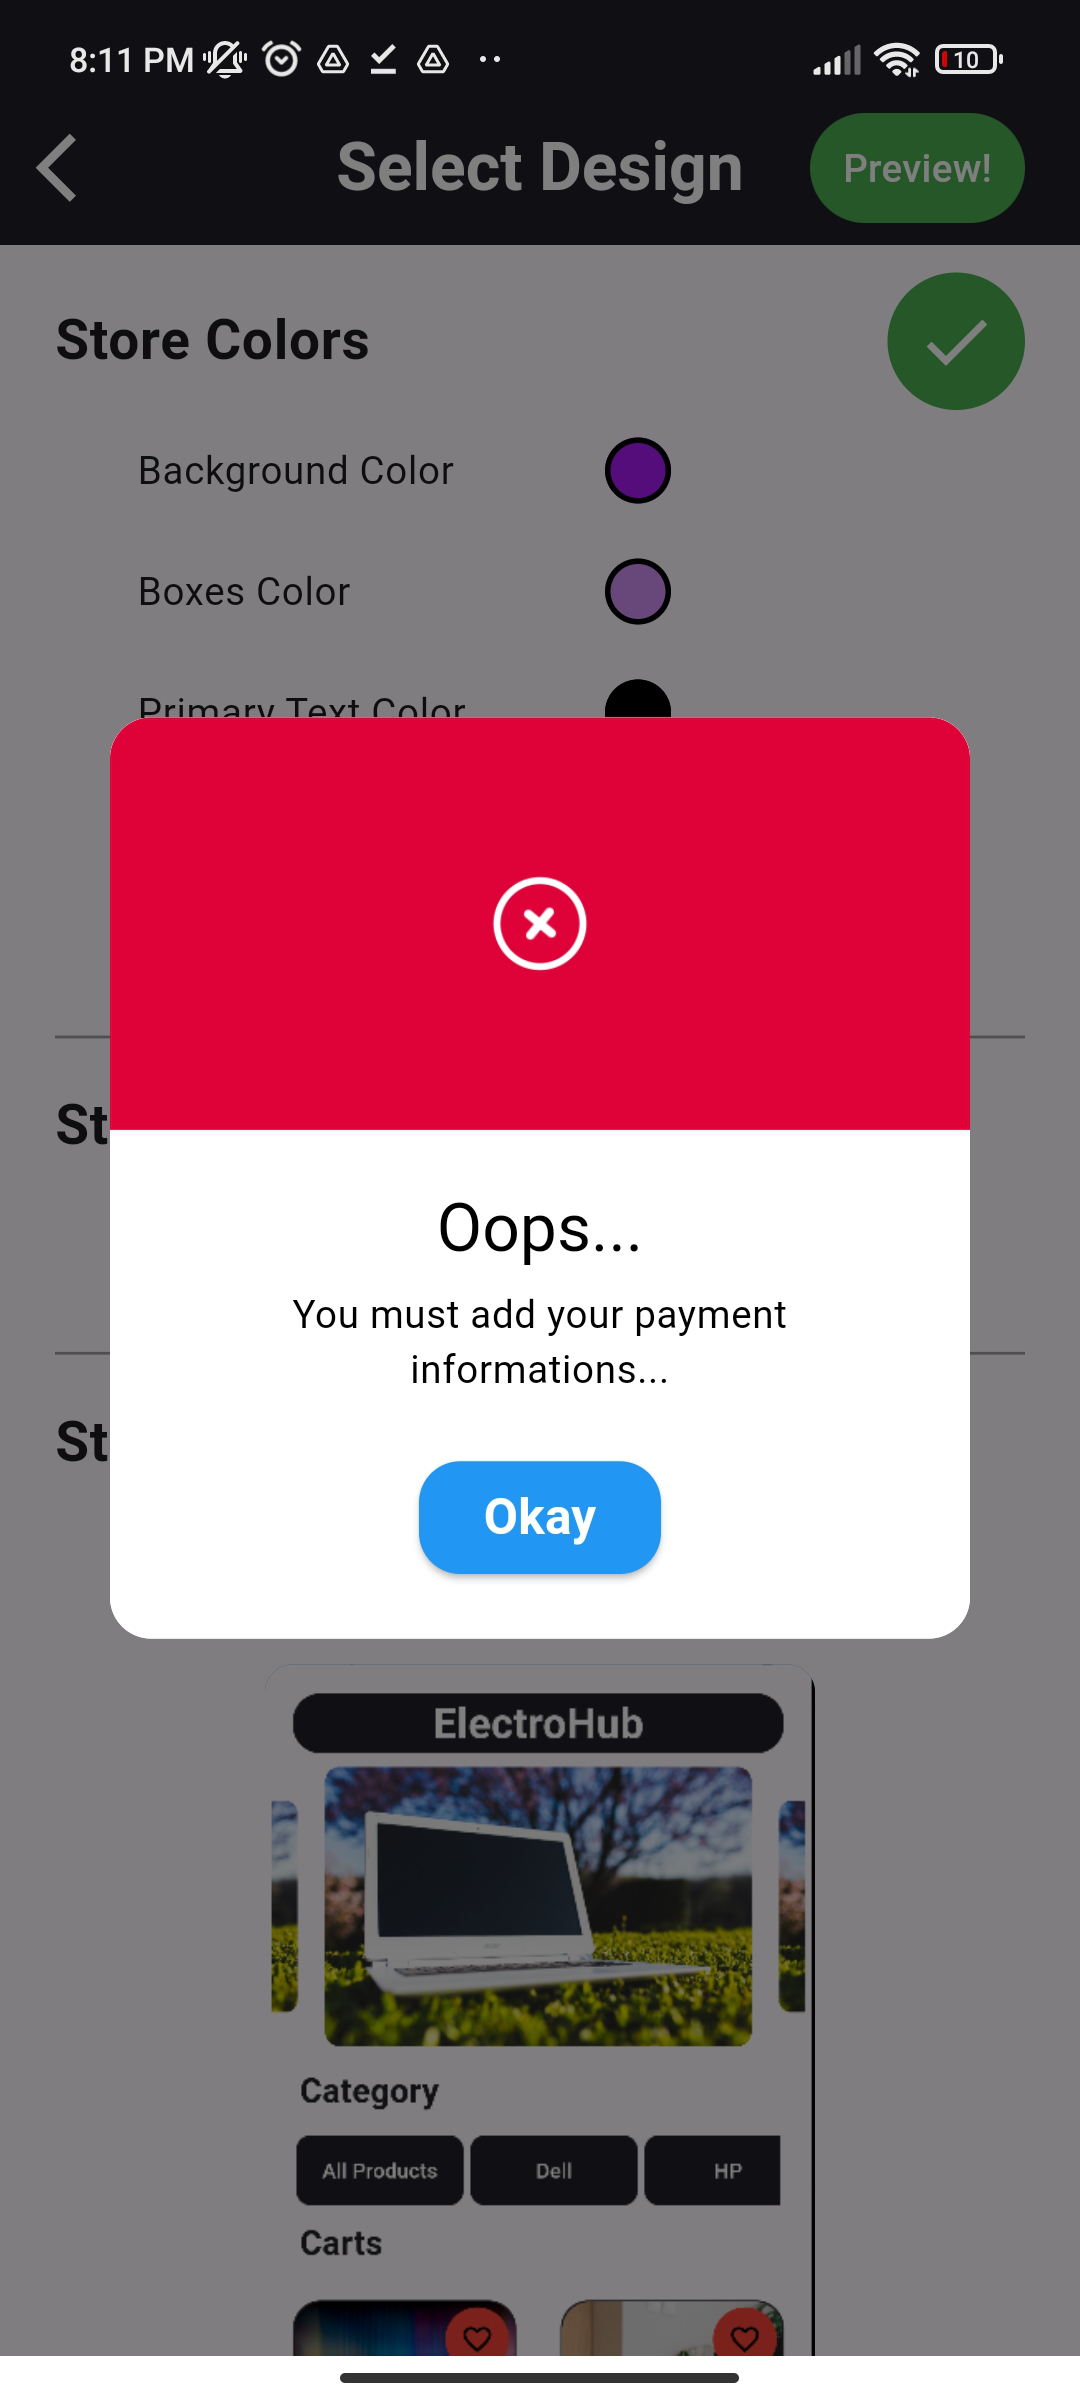 8:11 PM
10
Select Design
Preview!
Store Colors
Background Color
Boxes Color
Primary Text Color
St
Oops...
You must add your payment
informations...
St
Okay
ElectroHub
Category
All Products
Dell
HP
Carts